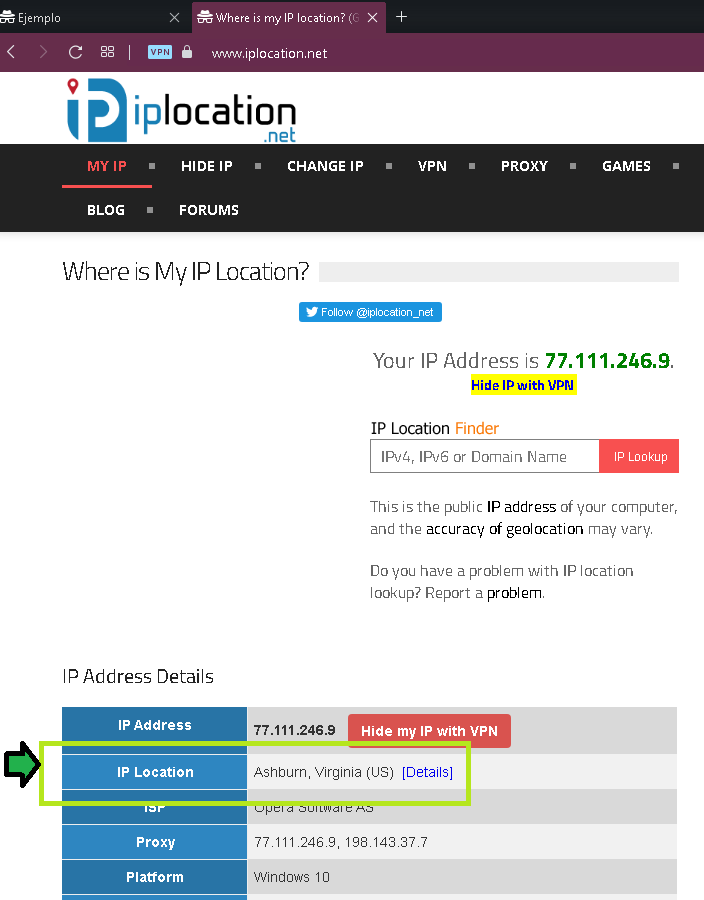 Ejemplo
Where is my IP location? (G
VPN
www.iplocation.net
iplocation
.net
MY IP
HIDE IP
CHANGE IP
VPN
PROXY
GAMES
BLOG
FORUMS
Where is My IP Location?
Follow @iplocation_net
Your IP Address is 77.111.246.9.
Hide IP with VPN
IP Location Finder
IPv4, IPv6 or Domain Name
IP Lookup
This is the public IP address of your computer,
and the accuracy of geolocation may vary.
Do you have a problem with IP location
lookup? Report a problem.
IP Address Details
IP Address 77.111.246.9 Hide my IP with VPN
IP Location Ashburn, Virginia (US) [Details]
ISP Opera Software AS
Proxy 77.111.246.9, 198.143.37.7
Platform Windows 10